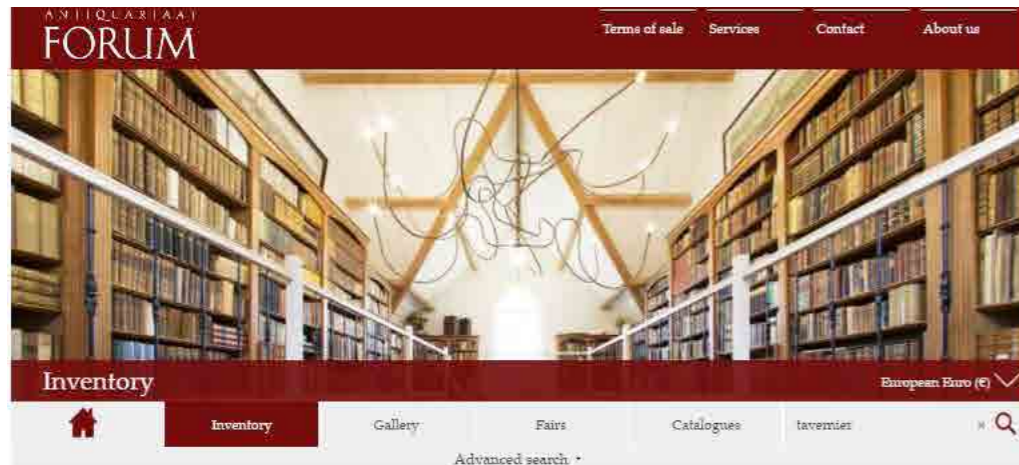 ANTIQUARIAAT
FORUM
Terms of sale Services Contact About us
Inventory
European Euro (€)
Inventory Gallery Fairs Catalogues tavernier ×
Advanced search